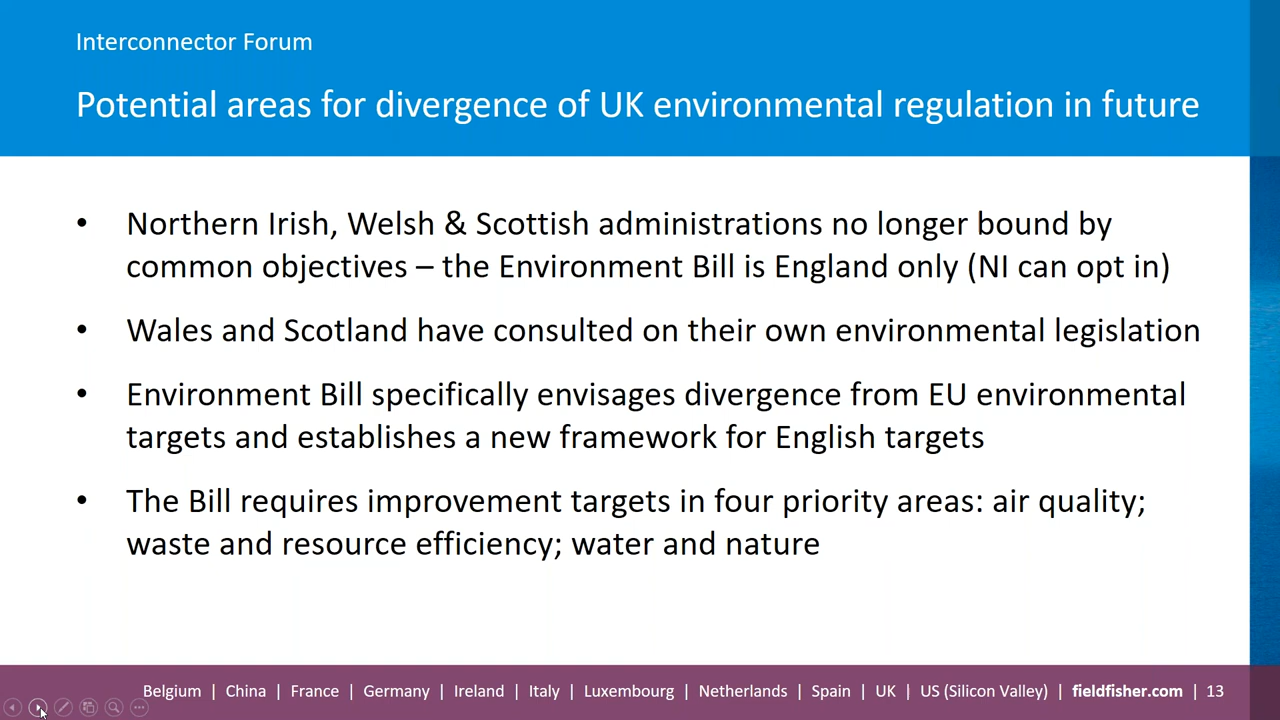 Interconnector Forum
Potential areas for divergence of UK environmental regulation in future
• Northern Irish, Welsh & Scottish administrations no longer bound by
common objectives – the Environment Bill is England only (NI can opt in)
• Wales and Scotland have consulted on their own environmental legislation
• Environment Bill specifically envisages divergence from EU environmental
targets and establishes a new framework for English targets
• The Bill requires improvement targets in four priority areas: air quality;
waste and resource efficiency; water and nature
Belgium | China | France | Germany | Ireland | Italy | Luxembourg | Netherlands | Spain | UK | US (Silicon Valley) | fieldfisher.com | 13